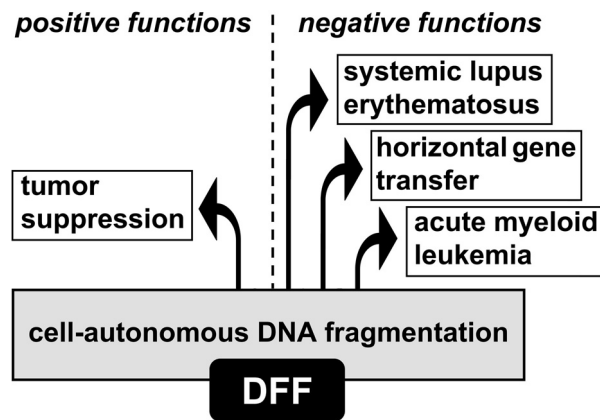 positive functions
negative functions
systemic lupus
erythematosus
horizontal gene
transfer
tumor
suppression
acute myeloid
leukemia
cell-autonomous DNA fragmentation
DFF